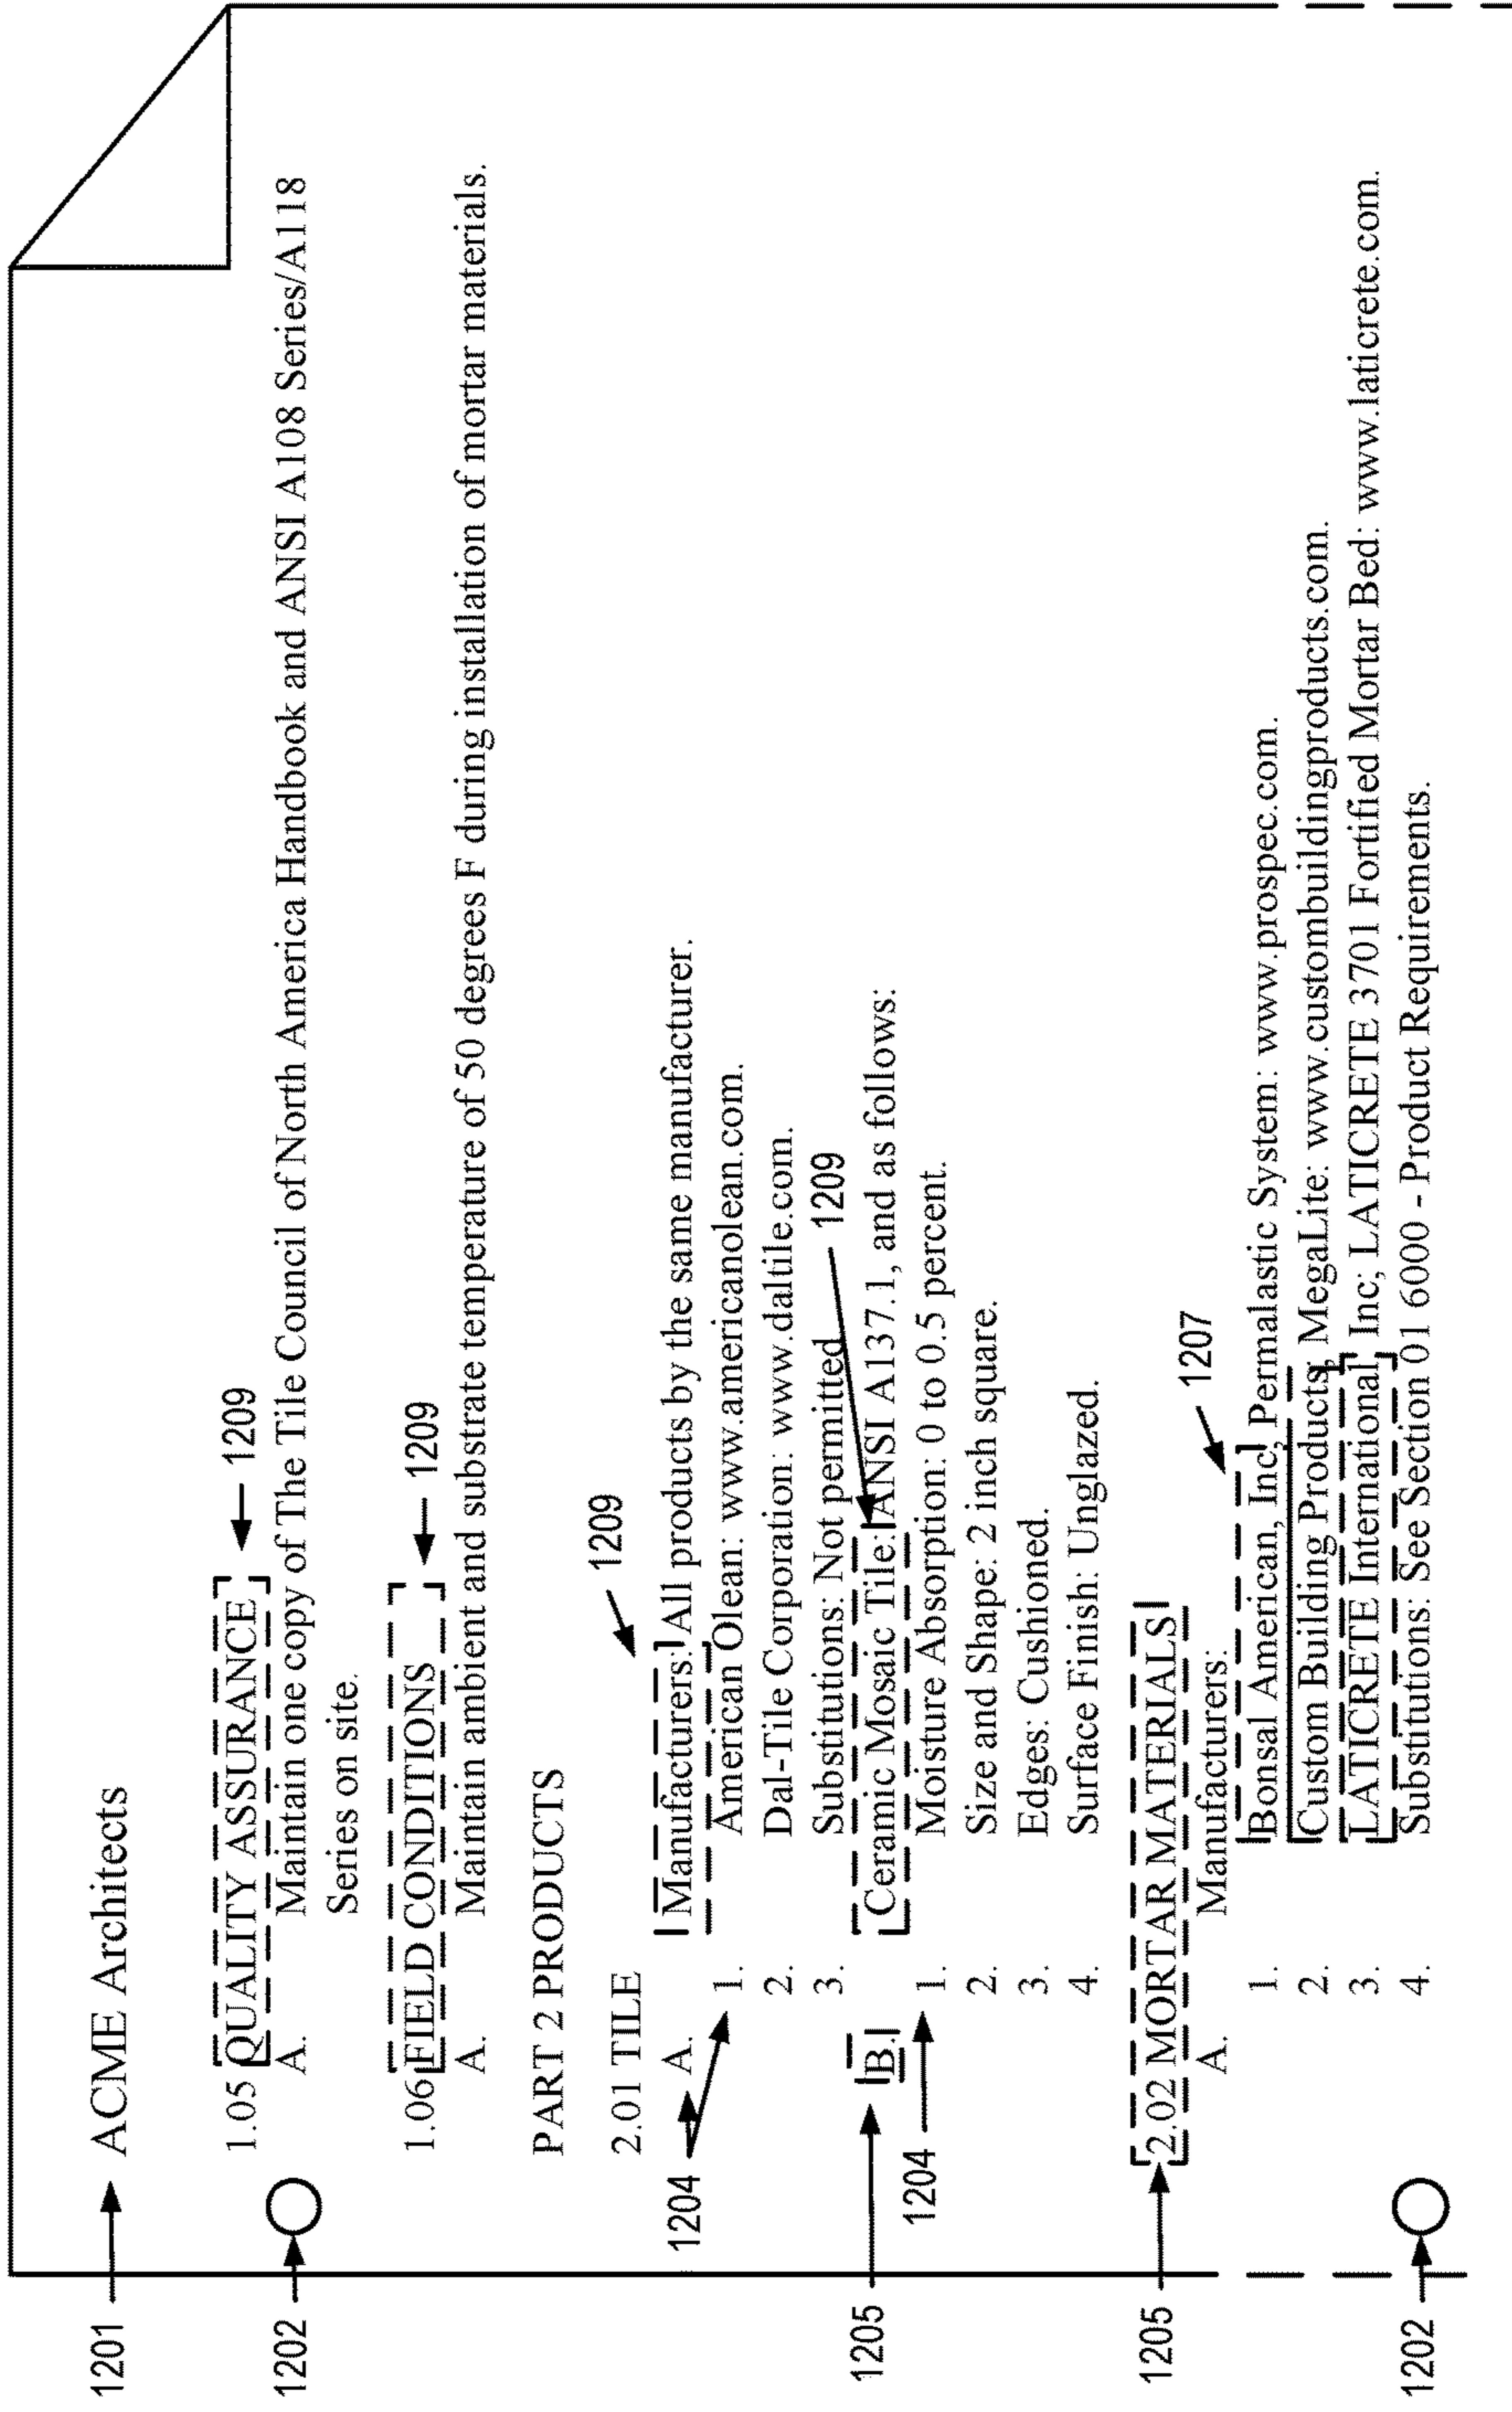 1201 ACME Architects
1209
1.05 QUALITY ASSURANCE
1202 A. Maintain one copy of The Tile Council of North America Handbook and ANSI A108 Series/A118
Series on site.
1209
1.06 FIELD CONDITIONS
A. Maintain ambient and substrate temperature of 50 degrees F during installation of mortar materials.
PART 2 PRODUCTS
1209
2.01 TILE
1204 A. Manufacturers: All products by the same manufacturer.
1. American Olean: www.americanolean.com.
2. Dal-Tile Corporation: www.daltile.com.
3. Substitutions: Not permitted. 1209
1205 B. Ceramic Mosaic Tile: ANSI A137.1, and as follows:
1204 1. Moisture Absorption: 0 to 0.5 percent.
2. Size and Shape: 2 inch square.
3. Edges: Cushioned.
4. Surface Finish: Unglazed.
1205 2.02 MORTAR MATERIALS
A. Manufacturers:
1207
1. Bonsal American, Inc; Permalastic System: www.prospec.com.
2. Custom Building Products; MegaLite: www.custombuildingproducts.com.
3. LATICRETE International Inc; LATICRETE 3701 Fortified Mortar Bed: www.laticrete.com.
1202 4. Substitutions: See Section 01 6000 - Product Requirements.